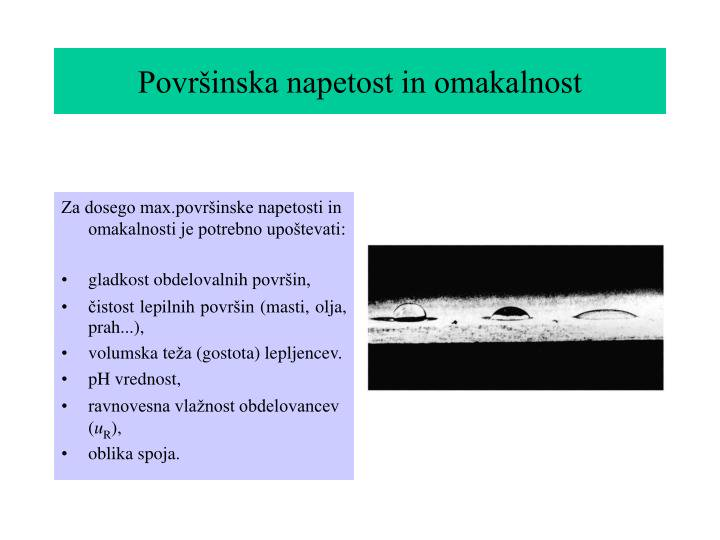 Površinska napetost in omakalnost
Za dosego max.površinske napetosti in
omakalnosti je potrebno upoštevati:
• gladkost obdelovalnih površin,
• čistost lepilnih površin (masti, olja,
prah...),
• volumska teža (gostota) lepljencev.
• pH vrednost,
• ravnovesna vlažnost obdelovancev
(uR),
• oblika spoja.